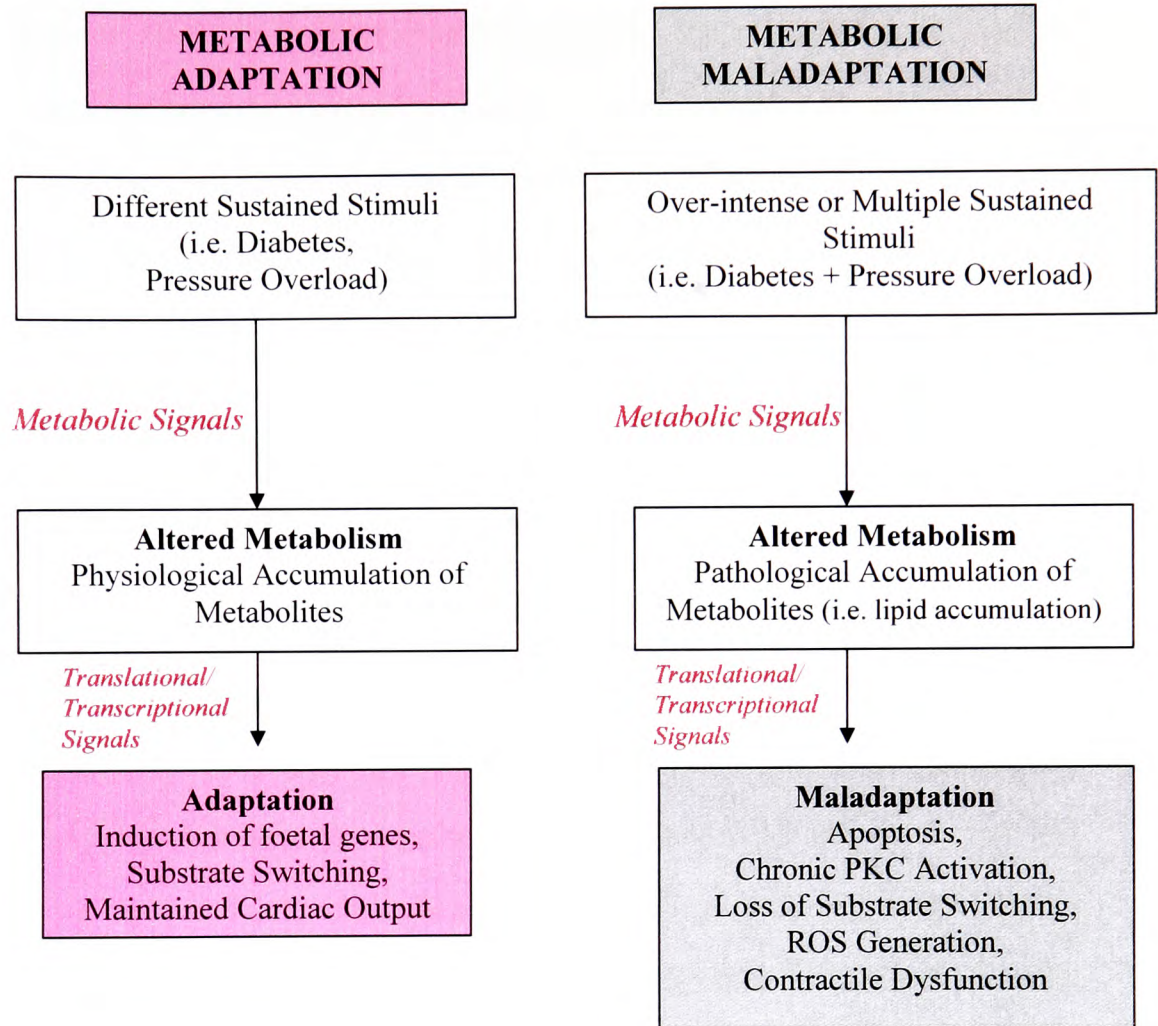 METABOLIC
ADAPTATION
Different Sustained Stimuli
(i.e. Diabetes,
Pressure Overload)
Metabolic Signals
Altered Metabolism
Physiological Accumulation of
Metabolites
Translational/
Transcriptional
Signals
Adaptation
Induction of foetal genes,
Substrate Switching,
Maintained Cardiac Output
METABOLIC
MALADAPTATION
Over-intense or Multiple Sustained
Stimuli
(i.e. Diabetes + Pressure Overload)
Metabolic Signals
Altered Metabolism
Pathological Accumulation of
Metabolites (i.e. lipid accumulation)
Translational/
Transcriptional
Signals
Maladaptation
Apoptosis,
Chronic PKC Activation,
Loss of Substrate Switching,
ROS Generation,
Contractile Dysfunction